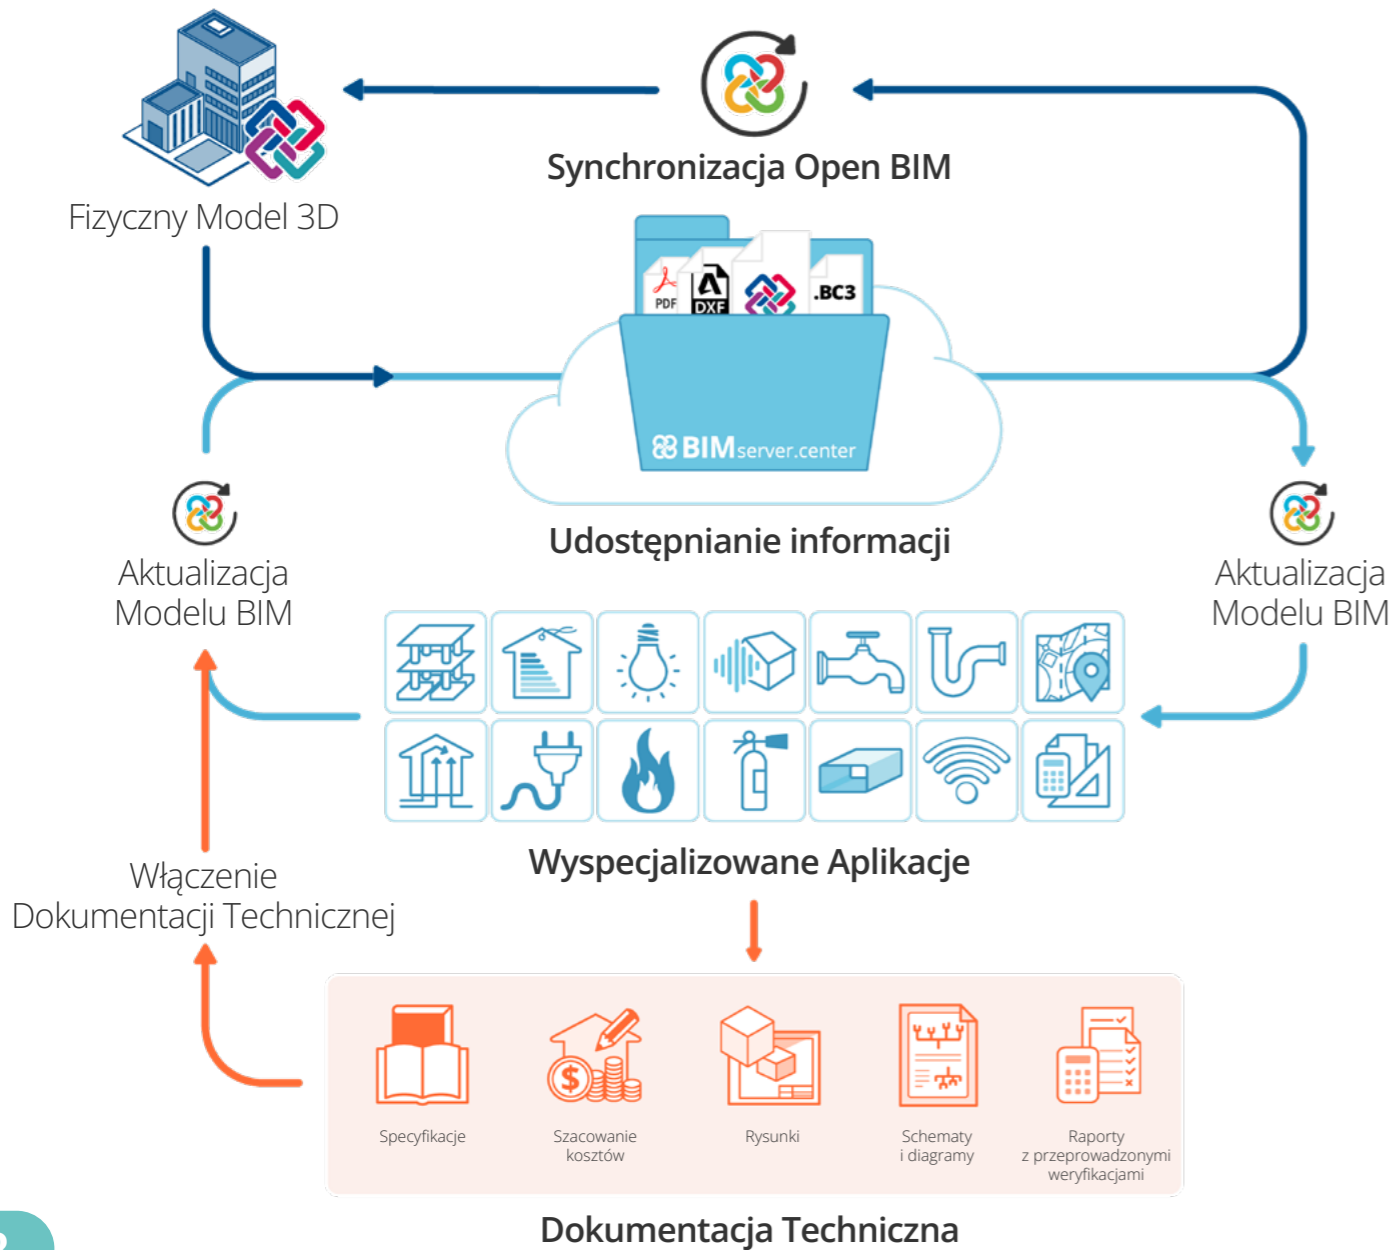 Synchronizacja Open BIM
Fizyczny Model 3D
PDF
DXF
.BC3
BIMserver.center
Udostępnianie informacji
Aktualizacja
Modelu BIM
Aktualizacja
Modelu BIM
Wyspecjalizowane Aplikacje
Włączenie
Dokumentacji Technicznej
Specyfikacje
Szacowanie
kosztów
Rysunki
Schematy
i diagramy
Raporty
z przeprowadzonymi
weryfikacjami
Dokumentacja Techniczna